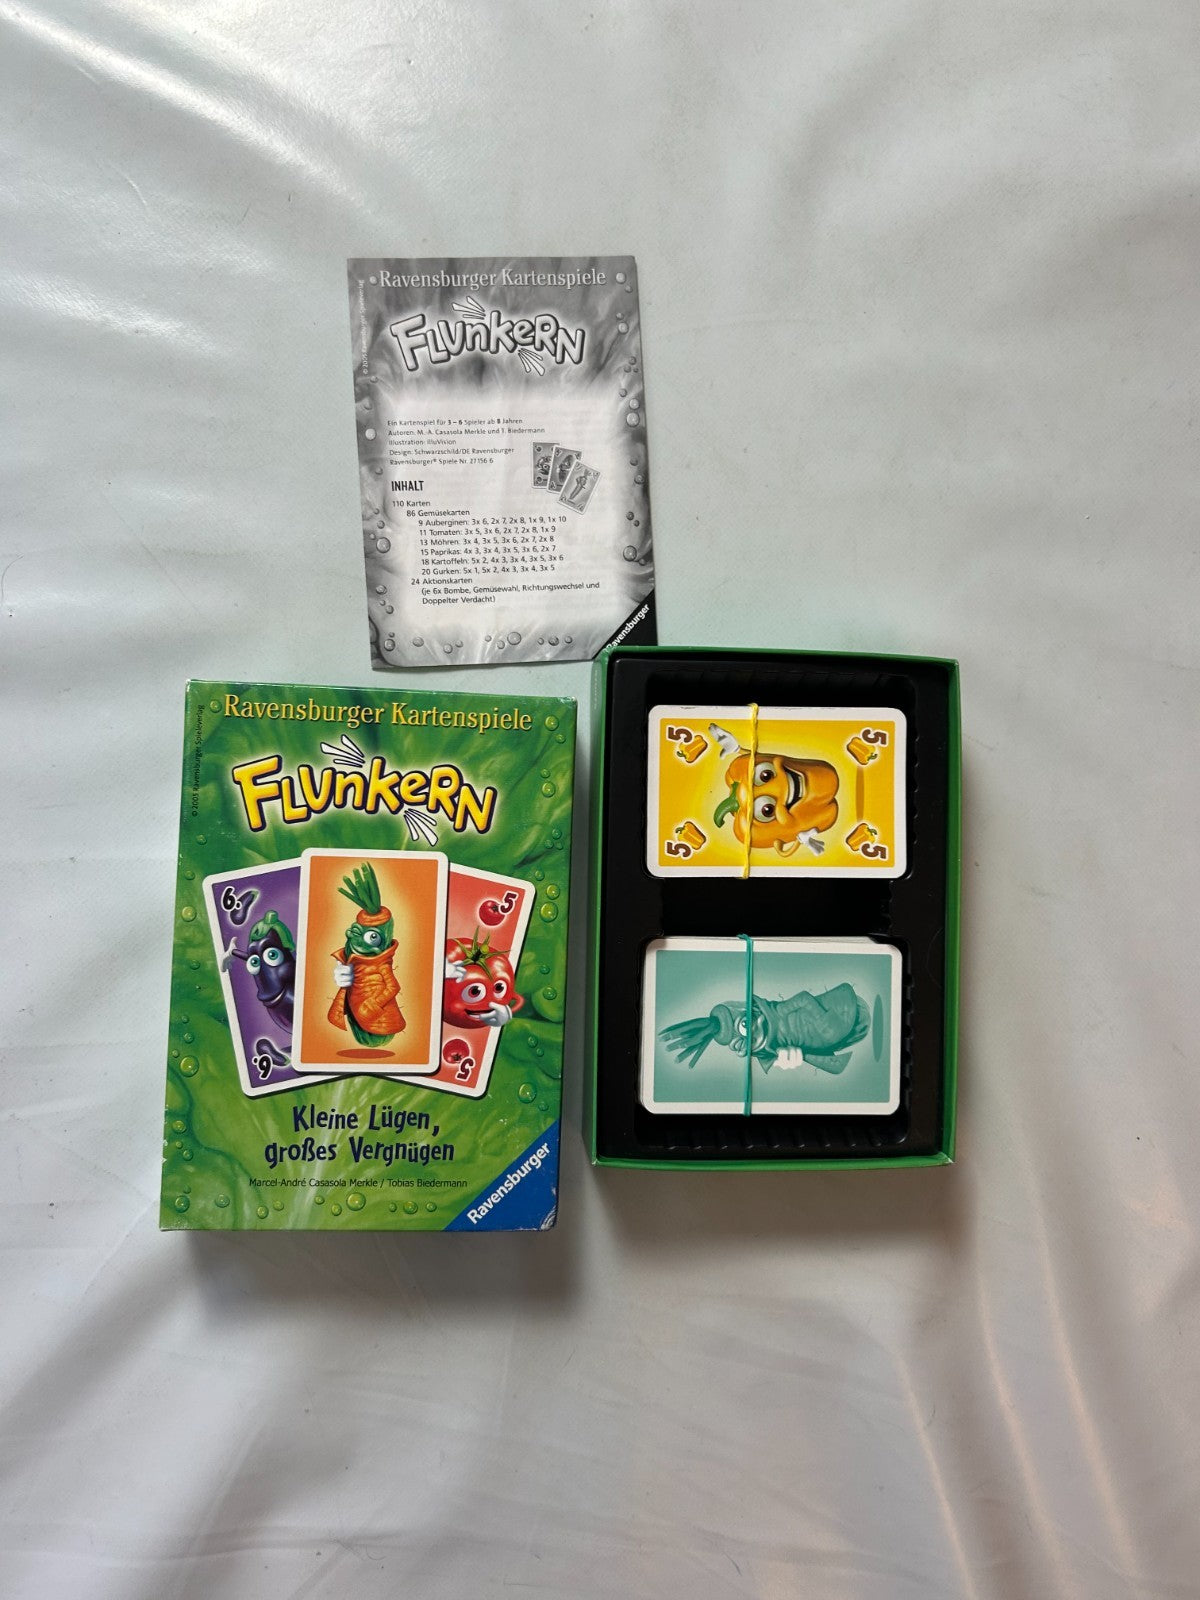 Ravensburger Kartenspiele
FLUNKERN
© 2005 Ravensburger Spieleverlag
Ein Kartenspiel für 3 – 6 Spieler ab 8 Jahren
Autoren: M.-A. Casasola Merkle und T. Biedermann
Illustration: illuVision
Design: Schwarzschild/DE Ravensburger
Ravensburger® Spiele Nr. 27 156 6
INHALT
110 Karten
86 Gemüsekarten
9 Auberginen: 3x 6, 2x 7, 2x 8, 1x 9, 1x 10
11 Tomaten: 3x 5, 3x 6, 2x 7, 2x 8, 1x 9
13 Möhren: 3x 4, 3x 5, 3x 6, 2x 7, 2x 8
15 Paprikas: 4x 3, 3x 4, 3x 5, 3x 6, 2x 7
18 Kartoffeln: 5x 2, 4x 3, 3x 4, 3x 5, 3x 6
20 Gurken: 5x 1, 5x 2, 4x 3, 3x 4, 3x 5
24 Aktionskarten
(je 6x Bombe, Gemüsewahl, Richtungswechsel und
Doppelter Verdacht)
Ravensburger
Ravensburger Kartenspiele
© 2005 Ravensburger Spieleverlag
FLUNKERN
6.
5
6.
5
Kleine Lügen,
großes Vergnügen
Marcel-André Casasola Merkle / Tobias Biedermann
Ravensburger
5
5
5
5